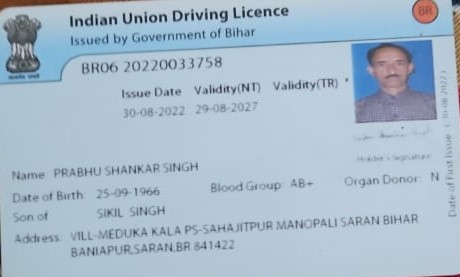 Indian Union Driving Licence
Issued by Government of Bihar
BR
BR06 20220033758
Issue Date Validity(NT) Validity(TR)
30-08-2022 29-08-2027
Holder's Signature
Date of First Issue (30-08-2022)
Name: PRABHU SHANKAR SINGH
Date of Birth: 25-09-1966 Blood Group: AB+ Organ Donor: N
Son of SIKIL SINGH
Address: VILL-MEDUKA KALA PS-SAHAJITPUR MANOPALI SARAN BIHAR
BANIAPUR,SARAN,BR 841422